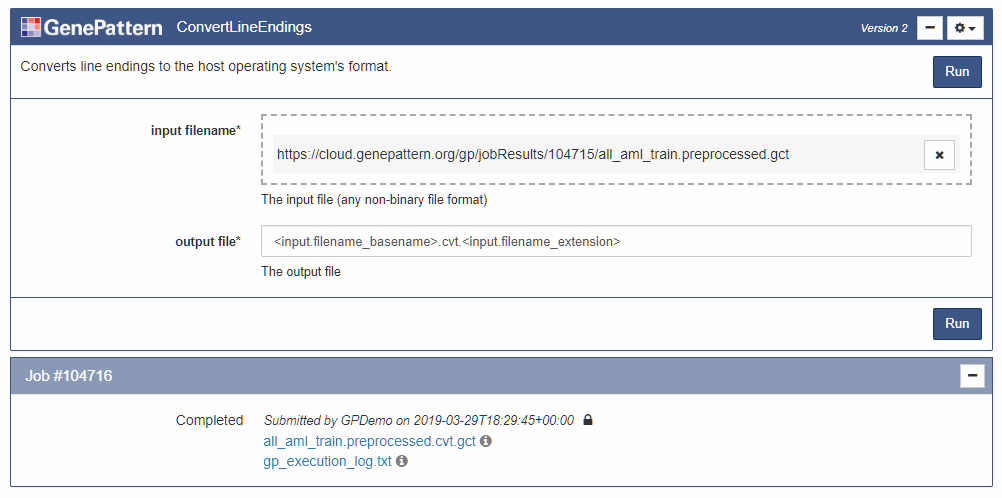 GenePattern ConvertLineEndings Version 2
Converts line endings to the host operating system's format. Run
input filename*
https://cloud.genepattern.org/gp/jobResults/104715/all_aml_train.preprocessed.gct
The input file (any non-binary file format)
output file* <input.filename_basename>.cvt.<input.filename_extension>
The output file
Run
Job #104716
Completed Submitted by GPDemo on 2019-03-29T18:29:45+00:00
all_aml_train.preprocessed.cvt.gct
gp_execution_log.txt